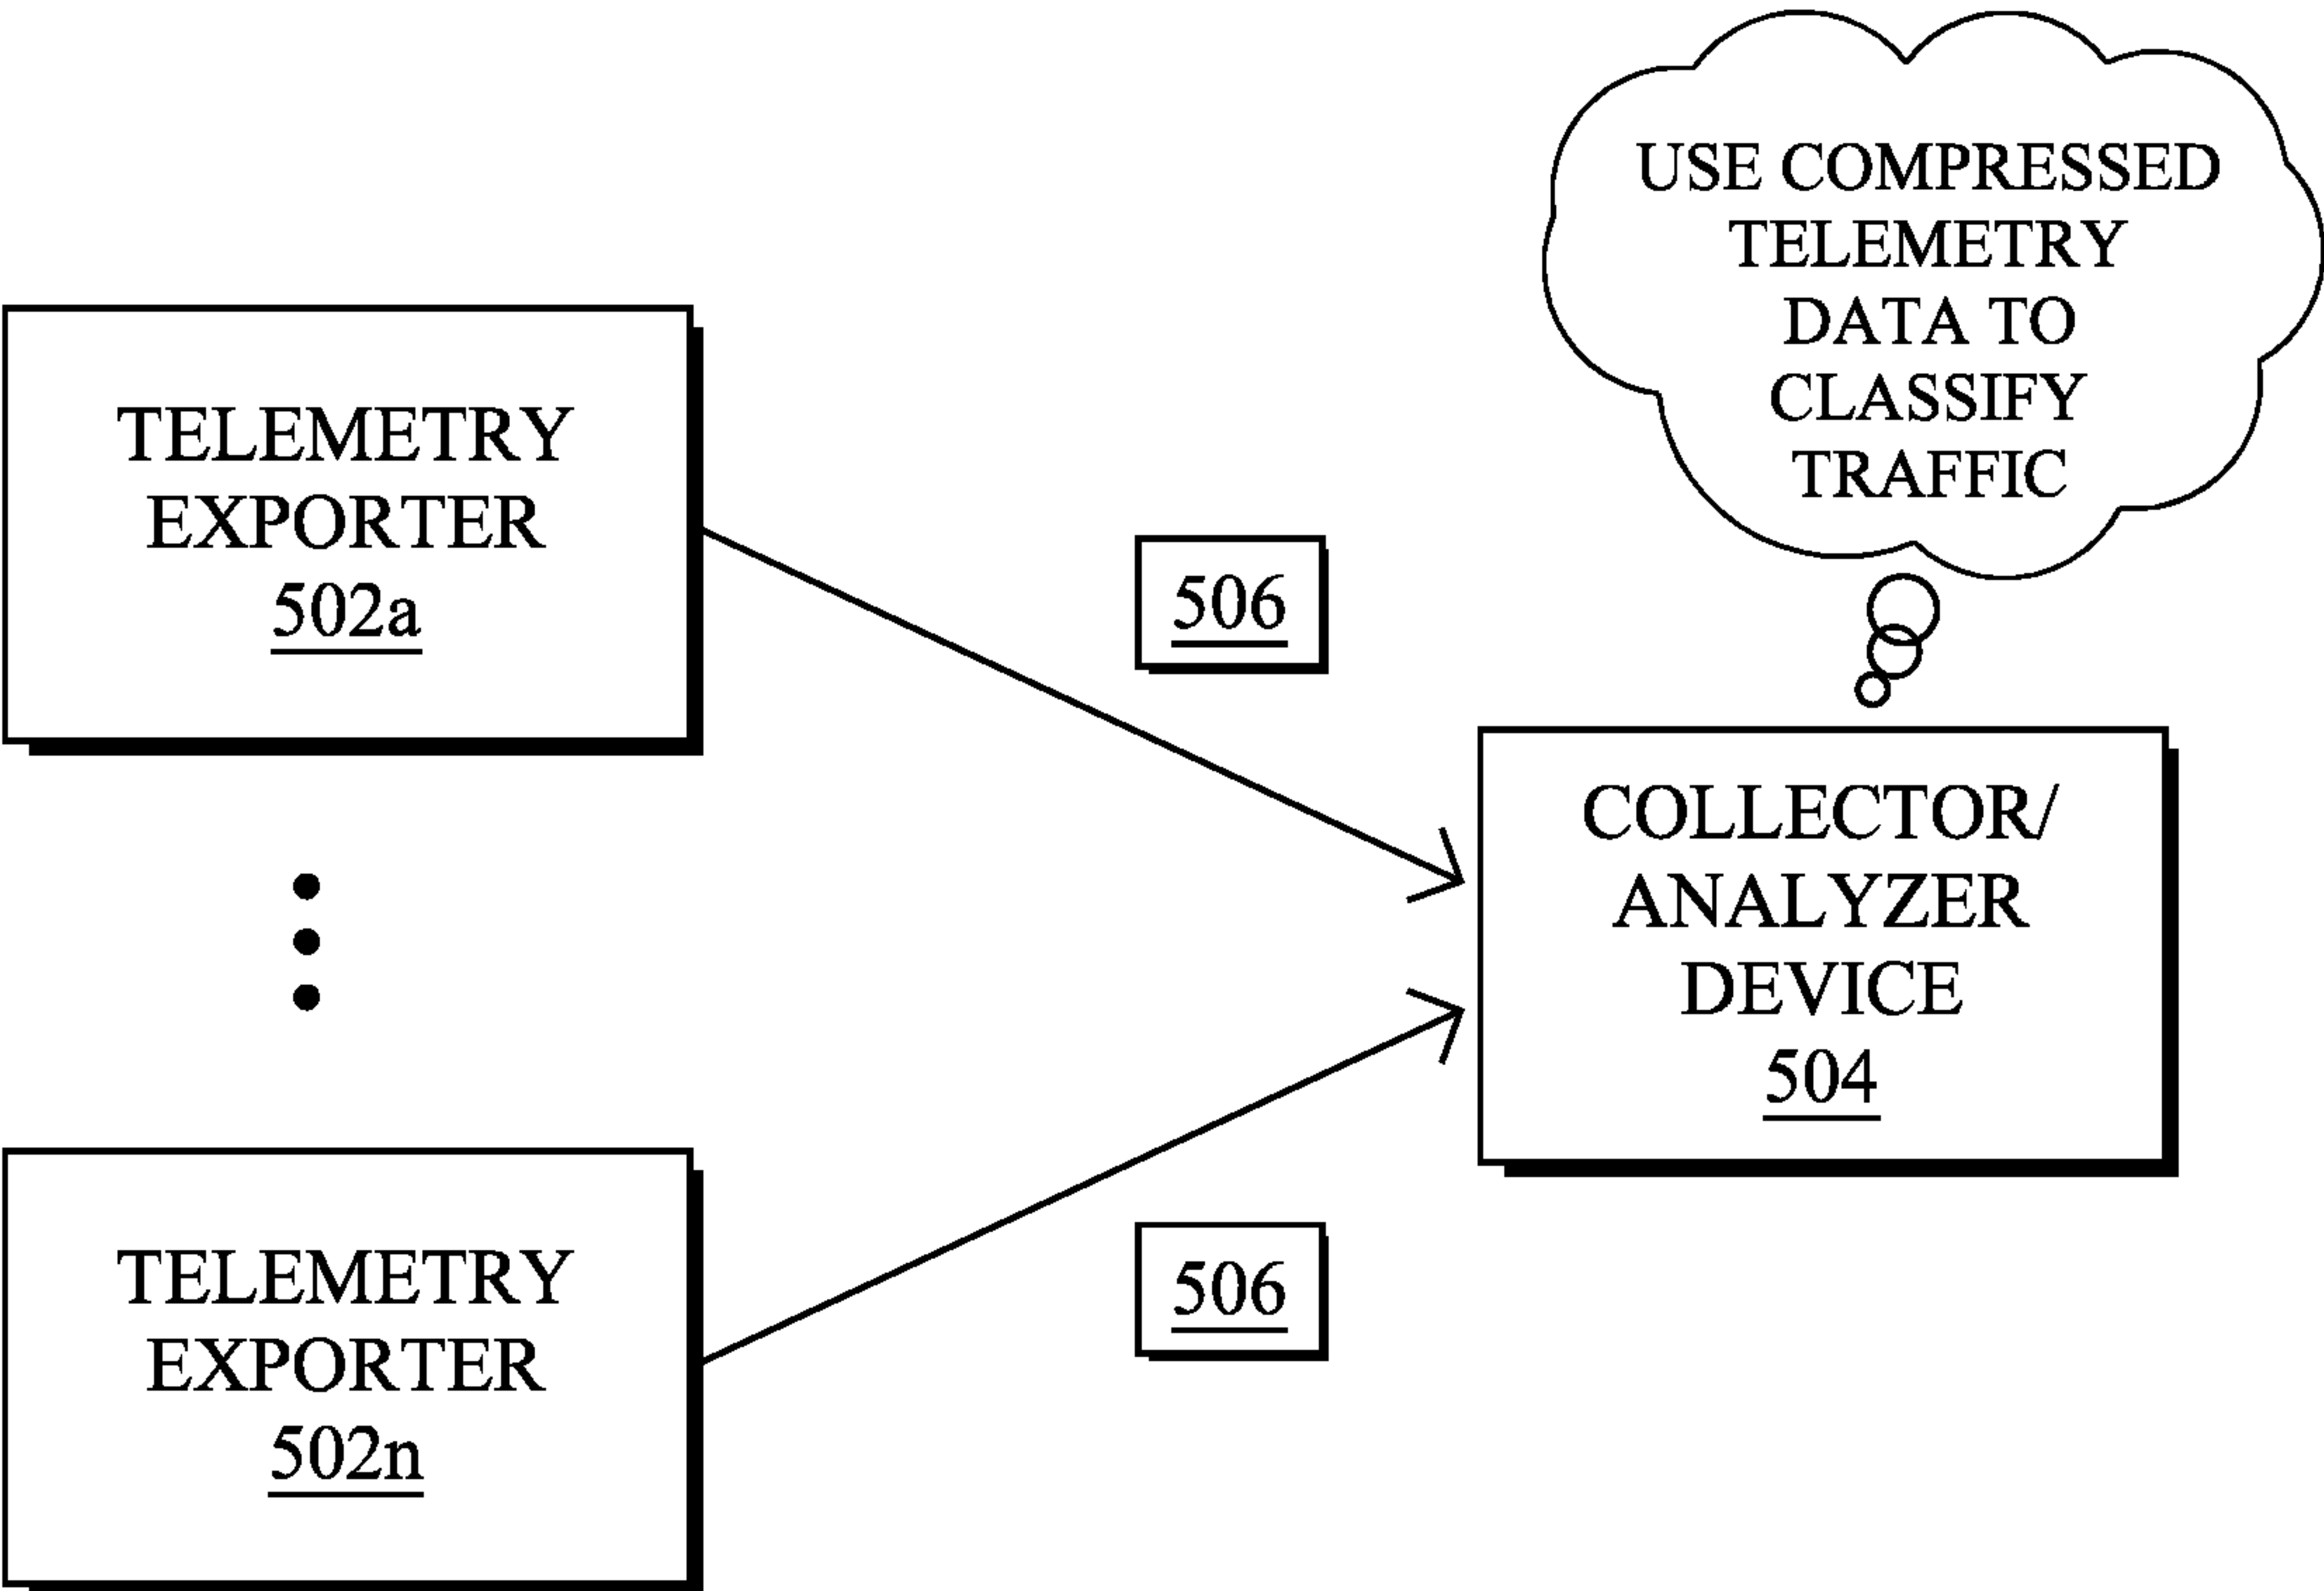 USE COMPRESSED
TELEMETRY
DATA TO
CLASSIFY
TRAFFIC
TELEMETRY
EXPORTER
502a
506
COLLECTOR/
ANALYZER
DEVICE
504
TELEMETRY
EXPORTER
502n
506